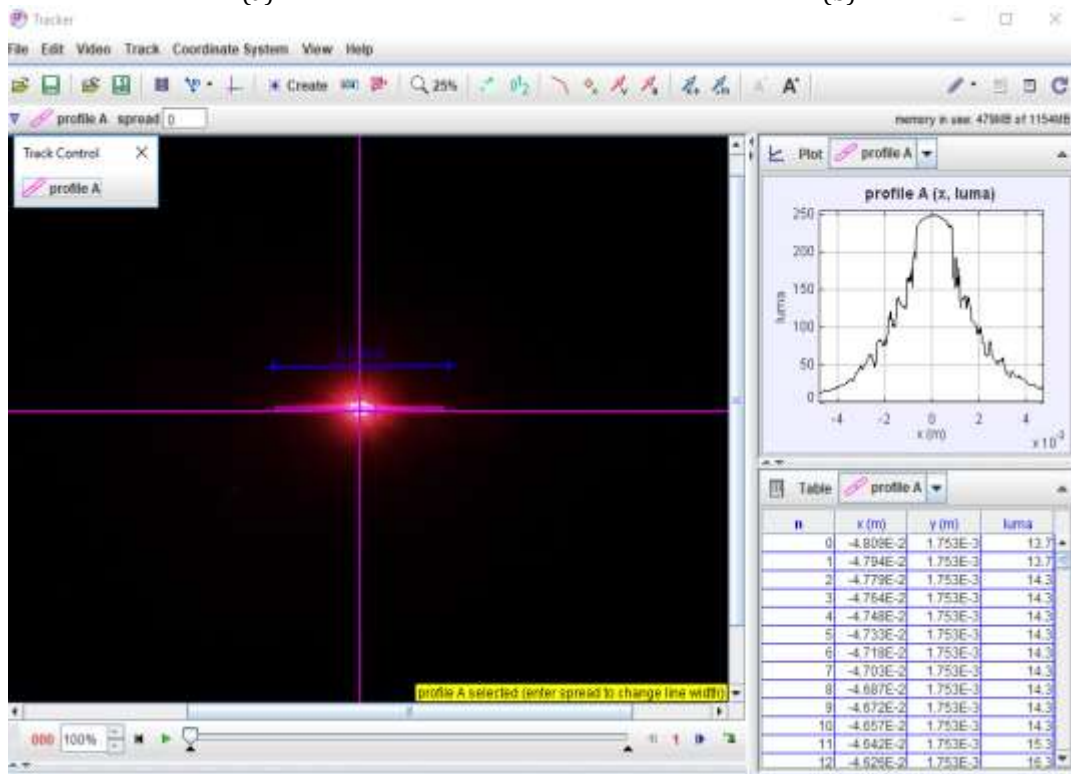 Tracker
File Edit Video Track Coordinate System View Help
Create 25%
profile A spread 0
memory in use: 479MB of 1154MB
Track Control X
profile A
Plot profile A
profile A (x, luma)
luma
250
200
150
100
50
0
-4 -2 0 2 4
x (m)
Table profile A
n x (m) y (m) luma
0 -4.809E-2 1.753E-3 13.7
1 -4.794E-2 1.753E-3 13.7
2 -4.779E-2 1.753E-3 14.3
3 -4.764E-2 1.753E-3 14.3
4 -4.748E-2 1.753E-3 14.3
5 -4.733E-2 1.753E-3 14.3
6 -4.718E-2 1.753E-3 14.3
7 -4.703E-2 1.753E-3 14.3
8 -4.687E-2 1.753E-3 14.3
9 -4.672E-2 1.753E-3 14.3
10 -4.657E-2 1.753E-3 14.3
11 -4.642E-2 1.753E-3 15.3
12 -4.626E-2 1.753E-3 16.3
profile A selected (enter spread to change line width)
000 100% 1